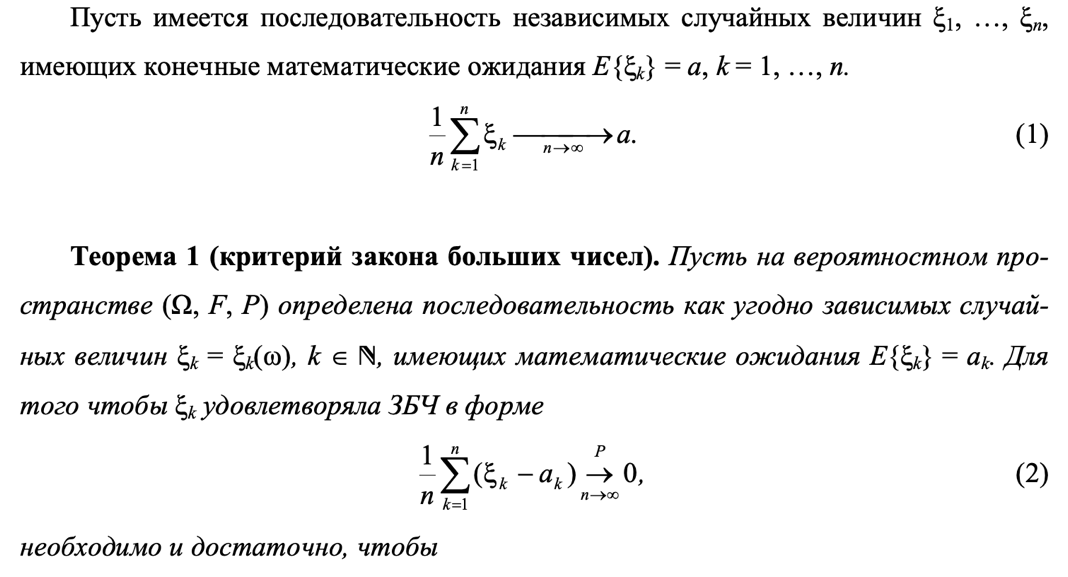 Пусть имеется последовательность независимых случайных величин ξ1, …, ξn,
имеющих конечные математические ожидания E{ξk} = a, k = 1, …, n.
1/n ∑_{k=1}^{n} ξk ⟶_{n→∞} a. (1)
Теорема 1 (критерий закона больших чисел). Пусть на вероятностном про-
странстве (Ω, F, P) определена последовательность как угодно зависимых случай-
ных величин ξk = ξk(ω), k ∈ ℕ, имеющих математические ожидания E{ξk} = ak. Для
того чтобы ξk удовлетворяла ЗБЧ в форме
1/n ∑_{k=1}^{n} (ξk − ak) →^{P}_{n→∞} 0, (2)
необходимо и достаточно, чтобы